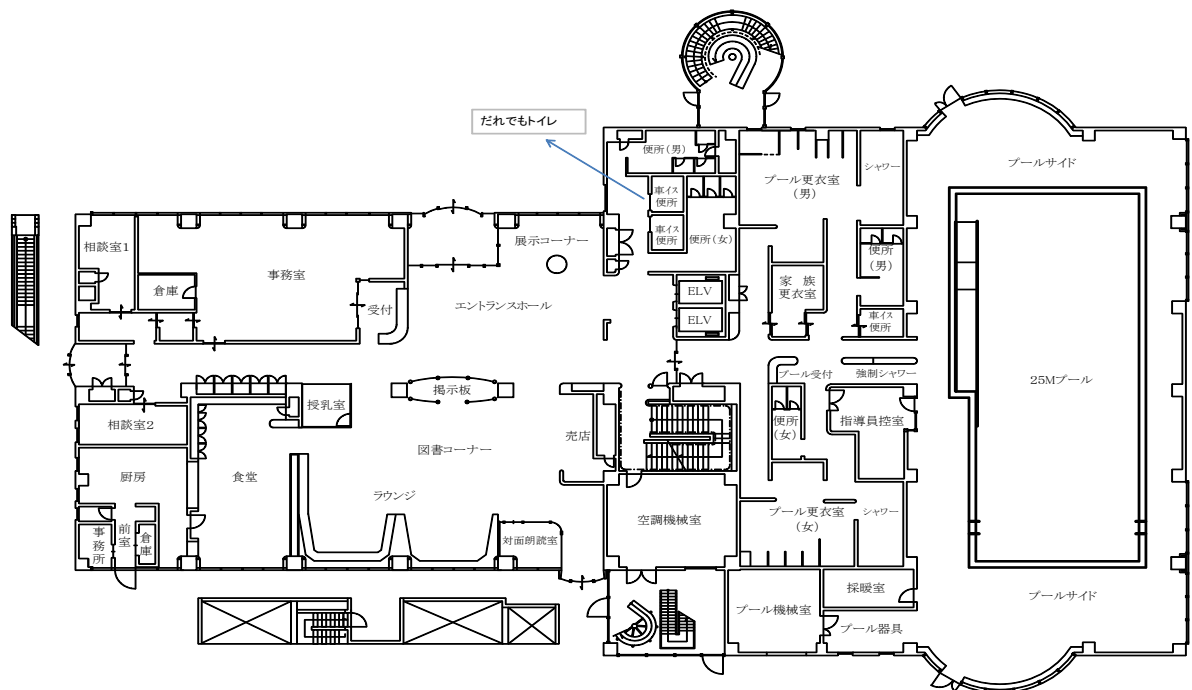 だれでもトイレ
便所(男)
車イス
便所
車イス
便所
便所(女)
プール更衣室
(男)
シャワー
プールサイド
相談室1
事務室
倉庫
受付
展示コーナー
エントランスホール
ELV
ELV
家 族
更衣室
便所
(男)
車イス
便所
プール受付
強制シャワー
25Mプール
掲示板
授乳室
相談室2
図書コーナー
売店
便所
(女)
指導員控室
厨房
食堂
ラウンジ
空調機械室
プール更衣室
(女)
シャワー
事務所
前室
倉庫
対面朗読室
採暖室
プール機械室
プール器具
プールサイド